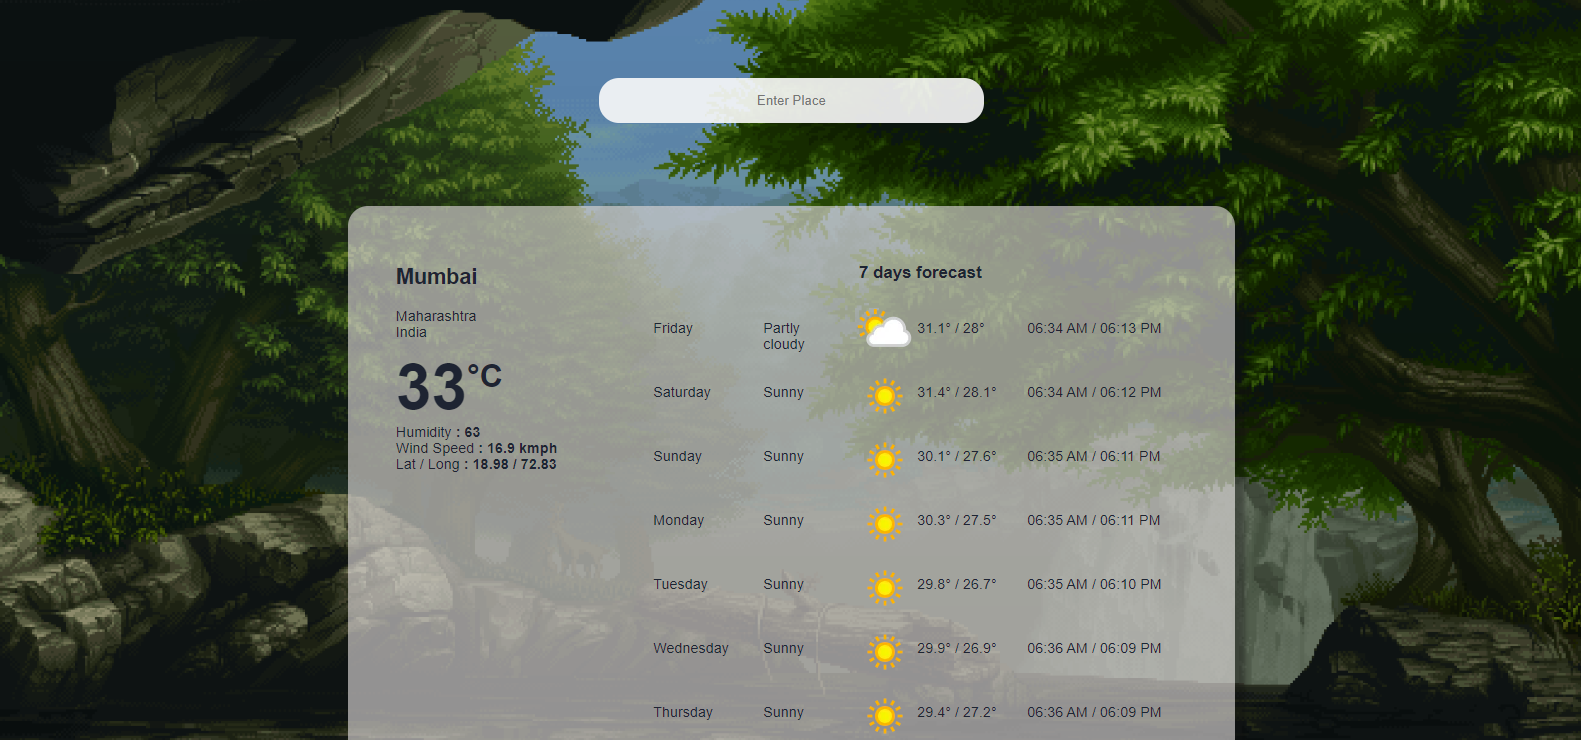 Enter Place
Mumbai
Maharashtra
India
33°C
Humidity : 63
Wind Speed : 16.9 kmph
Lat / Long : 18.98 / 72.83
7 days forecast
Friday Partly cloudy 31.1° / 28° 06:34 AM / 06:13 PM
Saturday Sunny 31.4° / 28.1° 06:34 AM / 06:12 PM
Sunday Sunny 30.1° / 27.6° 06:35 AM / 06:11 PM
Monday Sunny 30.3° / 27.5° 06:35 AM / 06:11 PM
Tuesday Sunny 29.8° / 26.7° 06:35 AM / 06:10 PM
Wednesday Sunny 29.9° / 26.9° 06:36 AM / 06:09 PM
Thursday Sunny 29.4° / 27.2° 06:36 AM / 06:09 PM